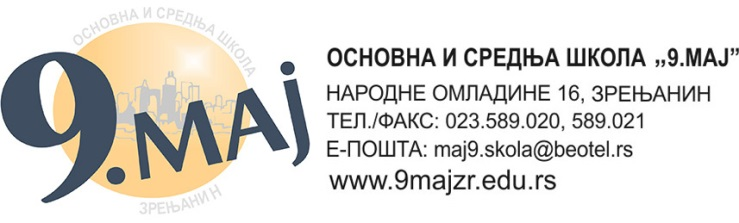 ОСНОВНА И СРЕДЊА ШКОЛА
9.МАЈ
ЗРЕЊАНИН
ОСНОВНА И СРЕДЊА ШКОЛА „9.МАЈ”
НАРОДНЕ ОМЛАДИНЕ 16, ЗРЕЊАНИН
ТЕЛ./ФАКС: 023.589.020, 589.021
Е-ПОШТА: maj9.skola@beotel.rs
www.9majzr.edu.rs